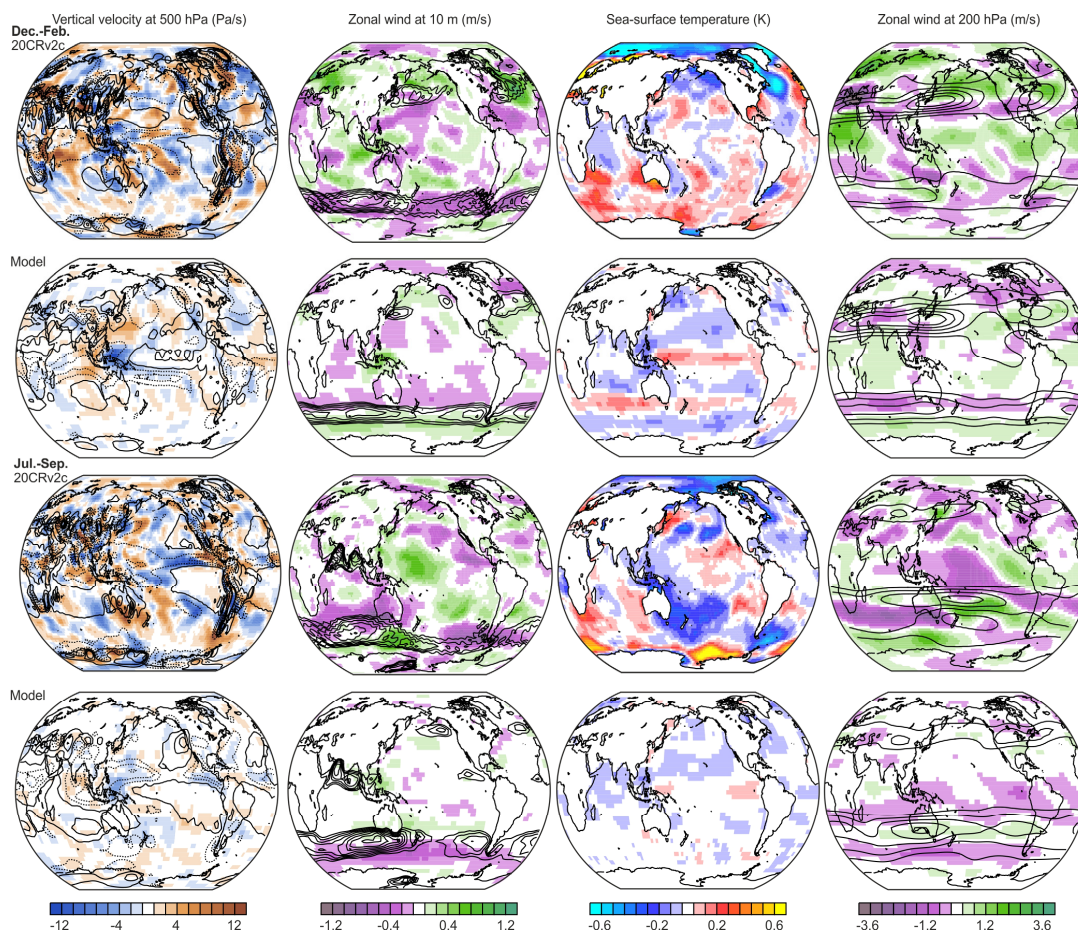 Vertical velocity at 500 hPa (Pa/s) Zonal wind at 10 m (m/s) Sea-surface temperature (K) Zonal wind at 200 hPa (m/s)
Dec.-Feb.
20CRv2c
Model
Jul.-Sep.
20CRv2c
Model
-12 -4 4 12 -1.2 -0.4 0.4 1.2 -0.6 -0.2 0.2 0.6 -3.6 -1.2 1.2 3.6